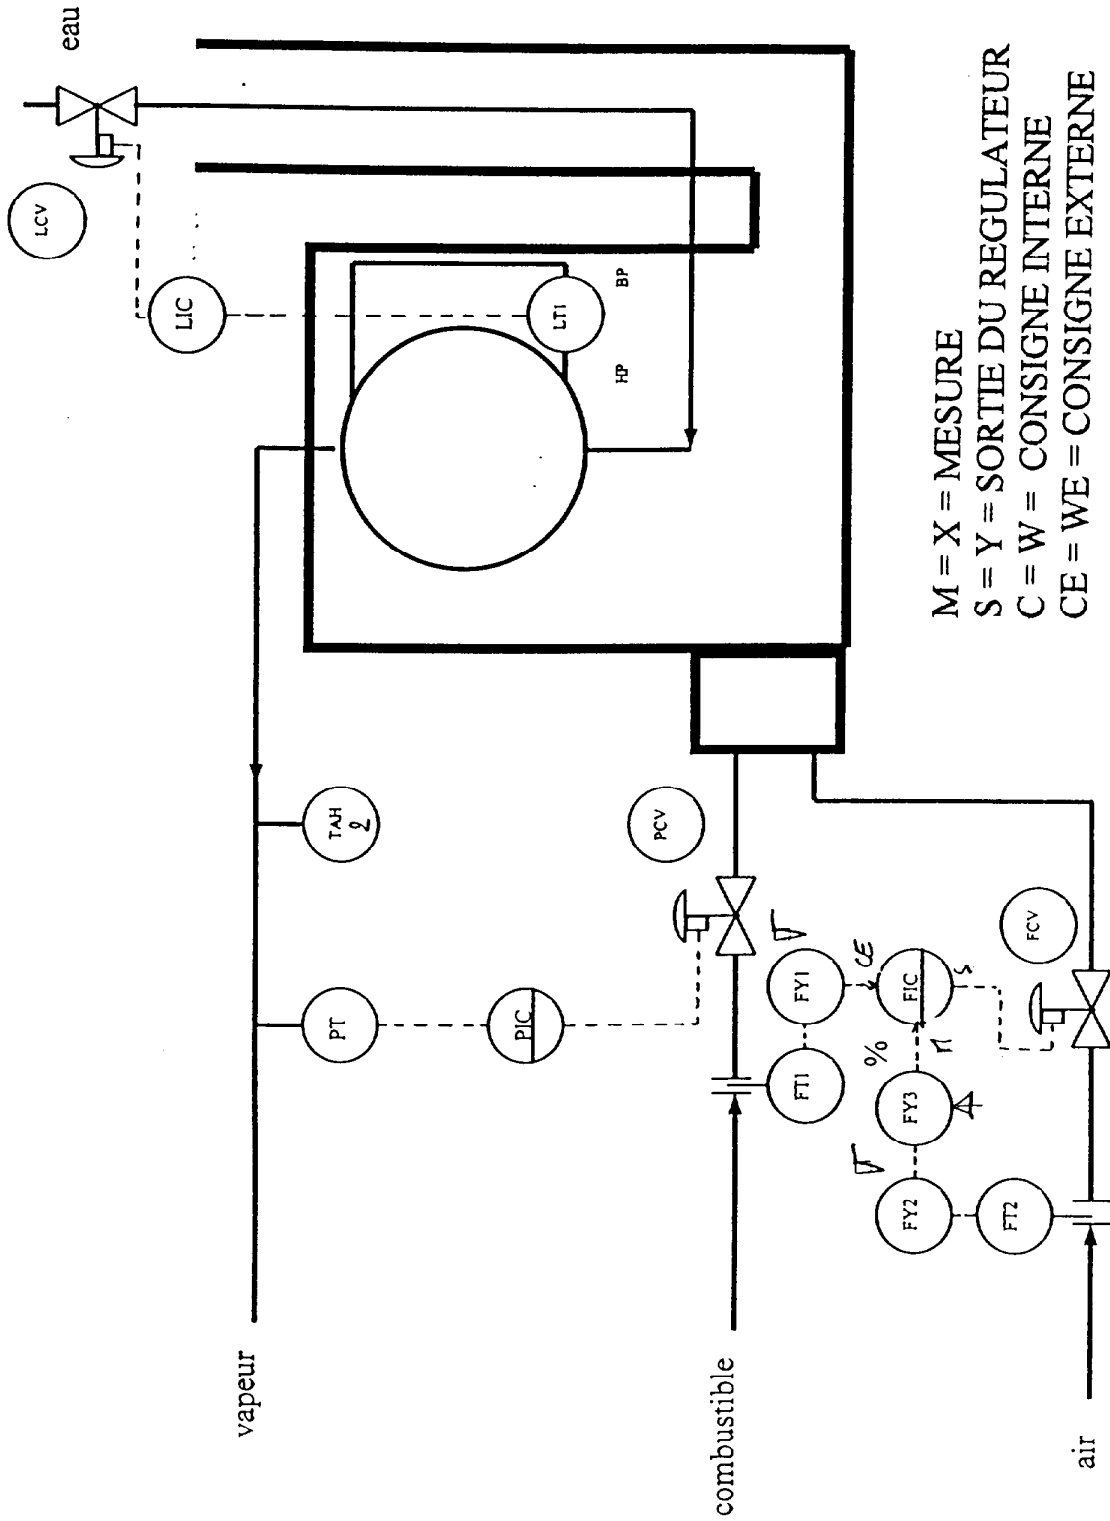 eau
LCV
LIC
LT1
BP
HP
vapeur
TAH
2
PT
PIC
PCV
combustible
FT1
FY1
√
CE
FIC
S
FCV
%
M
FY3
√
FY2
FT2
air
M = X = MESURE
S = Y = SORTIE DU REGULATEUR
C = W = CONSIGNE INTERNE
CE = WE = CONSIGNE EXTERNE